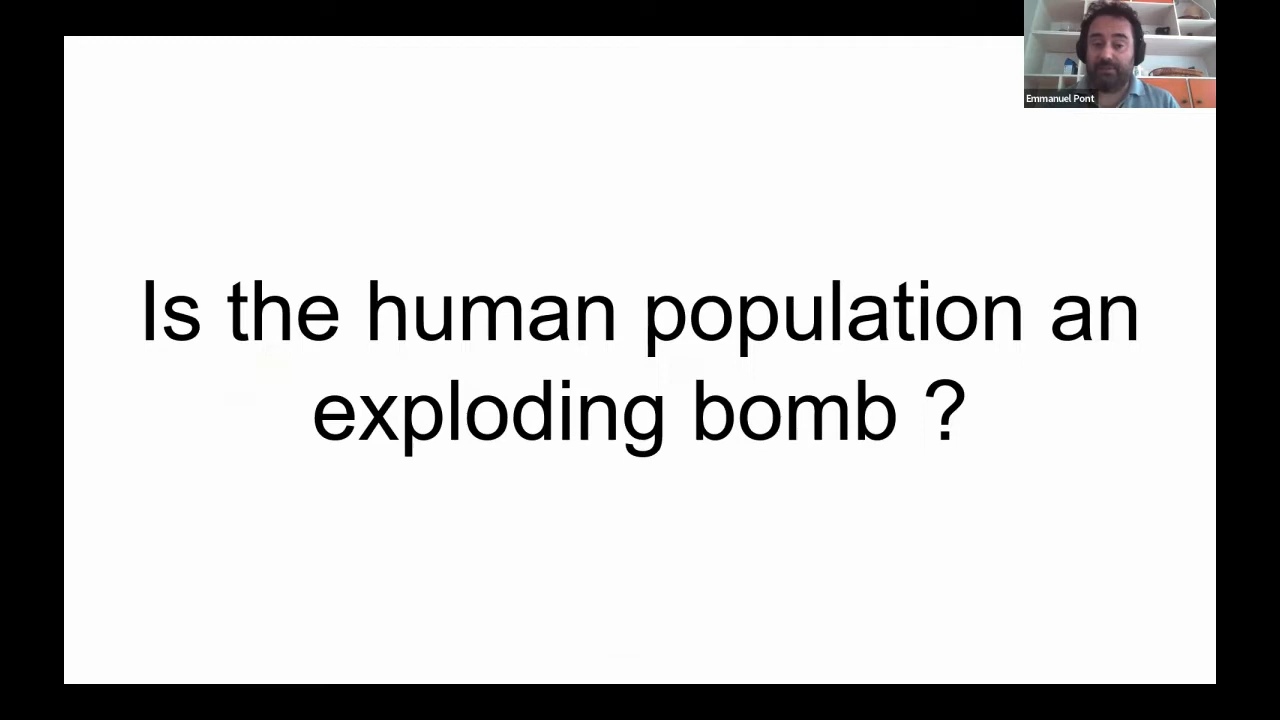 Emmanuel Pont
Is the human population an
exploding bomb ?